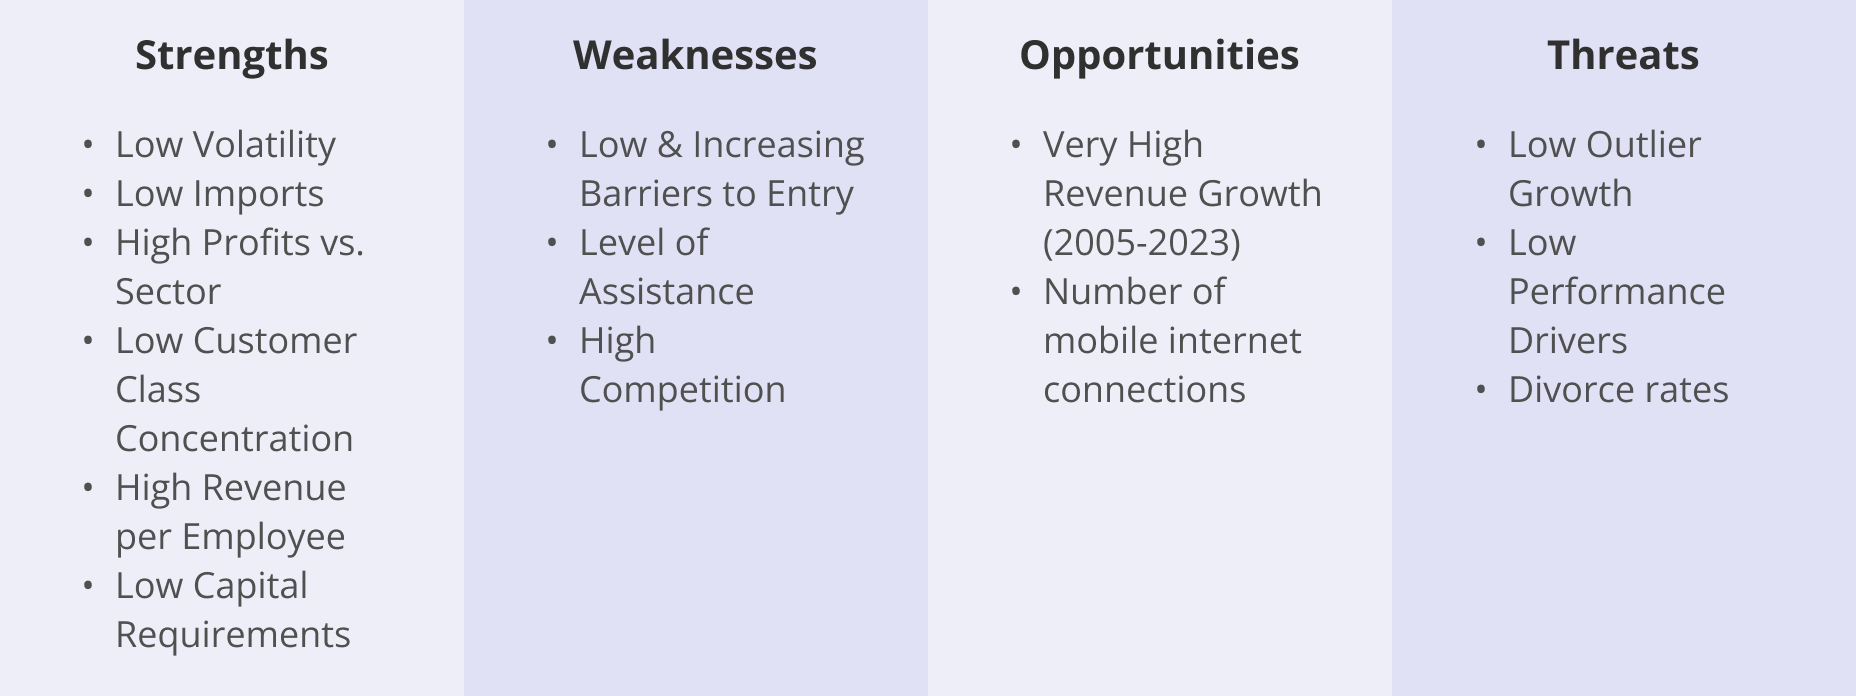 Strengths
• Low Volatility
• Low Imports
• High Profits vs.
Sector
• Low Customer
Class
Concentration
• High Revenue
per Employee
• Low Capital
Requirements
Weaknesses
• Low & Increasing
Barriers to Entry
• Level of
Assistance
• High
Competition
Opportunities
• Very High
Revenue Growth
(2005-2023)
• Number of
mobile internet
connections
Threats
• Low Outlier
Growth
• Low
Performance
Drivers
• Divorce rates